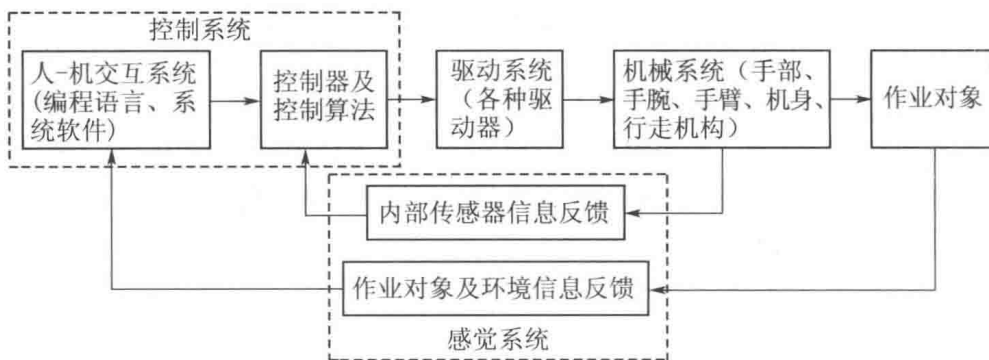 控制系统
人-机交互系统
(编程语言、系
统软件)
控制器及
控制算法
驱动系统
（各种驱
动器）
机械系统（手部、
手腕、手臂、机身、
行走机构）
作业对象
内部传感器信息反馈
作业对象及环境信息反馈
感觉系统